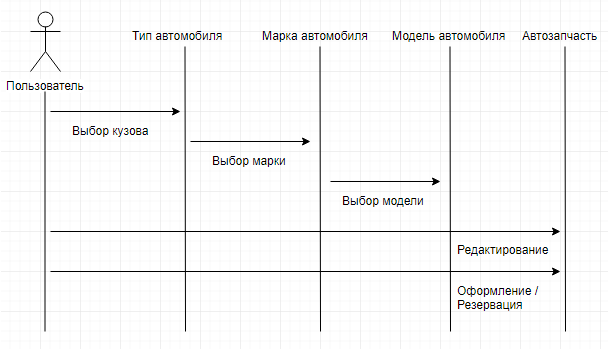 Тип автомобиля
Марка автомобиля
Модель автомобиля
Автозапчасть
Пользователь
Выбор кузова
Выбор марки
Выбор модели
Редактирование
Оформление /
Резервация